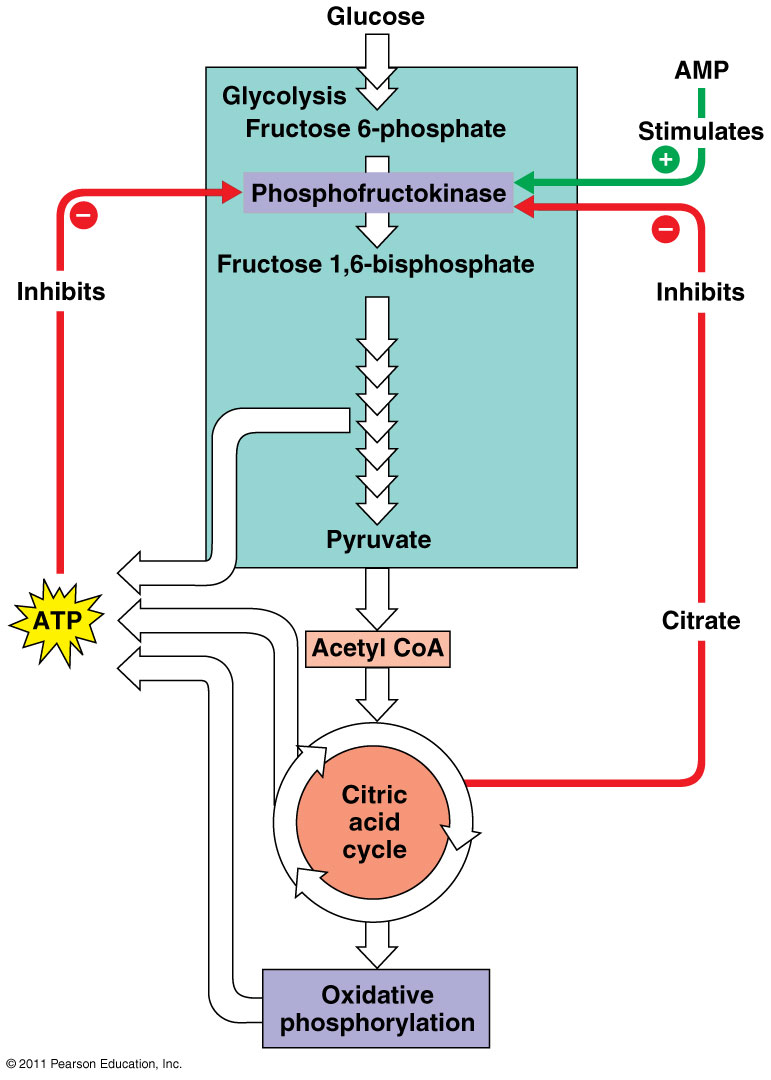 Glucose
AMP
Glycolysis
Fructose 6-phosphate
Stimulates
+
Phosphofructokinase
−
−
Fructose 1,6-bisphosphate
Inhibits
Inhibits
Pyruvate
ATP
Citrate
Acetyl CoA
Citric
acid
cycle
Oxidative
phosphorylation
© 2011 Pearson Education, Inc.